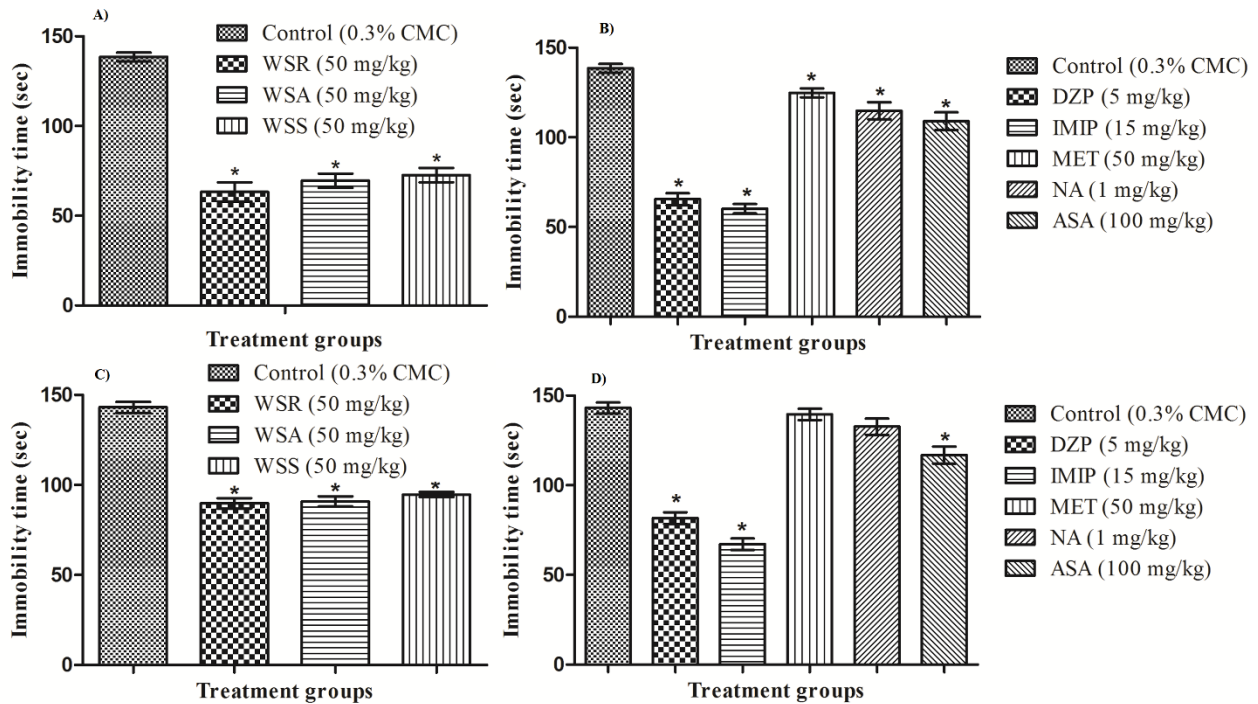 A)
Immobility time (sec)
150
100
50
0
Control (0.3% CMC)
WSR (50 mg/kg)
WSA (50 mg/kg)
WSS (50 mg/kg)
*
*
*
Treatment groups
B)
Immobility time (sec)
150
100
50
0
*
*
*
*
*
Control (0.3% CMC)
DZP (5 mg/kg)
IMIP (15 mg/kg)
MET (50 mg/kg)
NA (1 mg/kg)
ASA (100 mg/kg)
Treatment groups
C)
Immobility time (sec)
150
100
50
0
Control (0.3% CMC)
WSR (50 mg/kg)
WSA (50 mg/kg)
WSS (50 mg/kg)
*
*
*
Treatment groups
D)
Immobility time (sec)
150
100
50
0
*
*
*
Control (0.3% CMC)
DZP (5 mg/kg)
IMIP (15 mg/kg)
MET (50 mg/kg)
NA (1 mg/kg)
ASA (100 mg/kg)
Treatment groups